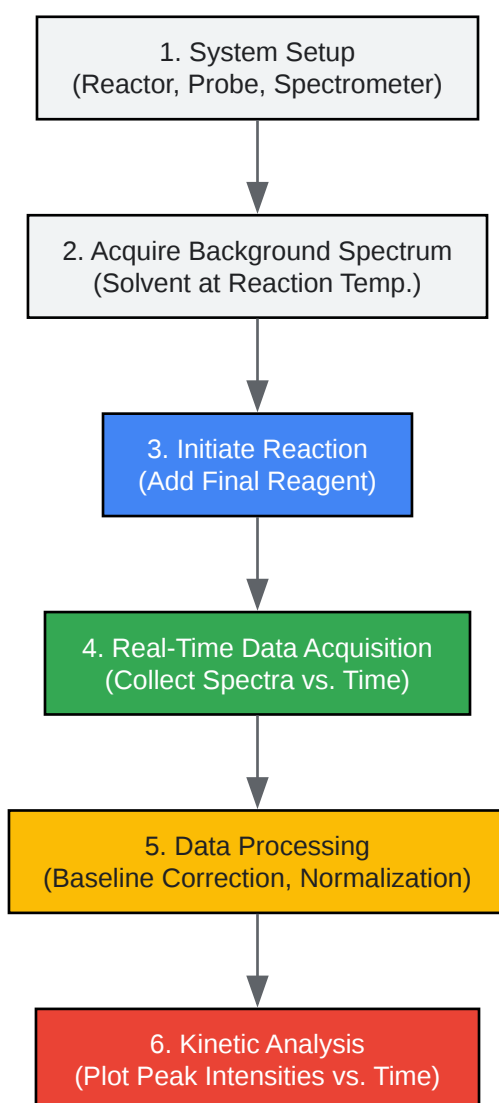 1. System Setup
(Reactor, Probe, Spectrometer)
2. Acquire Background Spectrum
(Solvent at Reaction Temp.)
3. Initiate Reaction
(Add Final Reagent)
4. Real-Time Data Acquisition
(Collect Spectra vs. Time)
5. Data Processing
(Baseline Correction, Normalization)
6. Kinetic Analysis
(Plot Peak Intensities vs. Time)